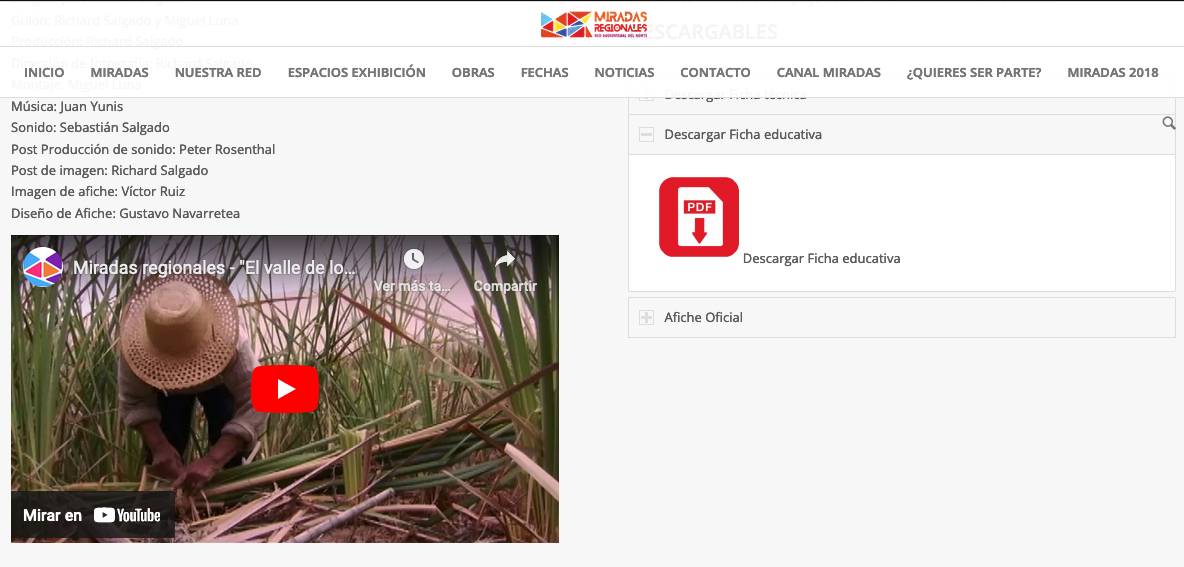 Guion: Richard Salgado y Miguel Luna
Producción: Richard Salgado
MIRADAS
REGIONALES
RED AUDIOVISUAL DEL NORTE
SCARGABLES
INICIO MIRADAS NUESTRA RED ESPACIOS EXHIBICIÓN OBRAS FECHAS NOTICIAS CONTACTO CANAL MIRADAS ¿QUIERES SER PARTE? MIRADAS 2018
Montaje: Miguel Luna
Música: Juan Yunis
Sonido: Sebastián Salgado
Post Producción de sonido: Peter Rosenthal
Post de imagen: Richard Salgado
Imagen de afiche: Víctor Ruiz
Diseño de Afiche: Gustavo Navarretea
Miradas regionales - "El valle de lo...
Ver más ta...
Compartir
Mirar en YouTube
Descargar Ficha técnica
Descargar Ficha educativa
PDF
Descargar Ficha educativa
Afiche Oficial